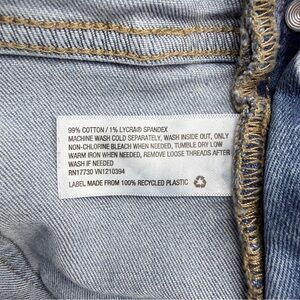 99% COTTON / 1% LYCRA® SPANDEX
MACHINE WASH COLD SEPARATELY, WASH INSIDE OUT, ONLY
NON-CHLORINE BLEACH WHEN NEEDED, TUMBLE DRY LOW
WARM IRON WHEN NEEDED, REMOVE LOOSE THREADS AFTER
WASH IF NEEDED
RN17730 VN1210394
LABEL MADE FROM 100% RECYCLED PLASTIC